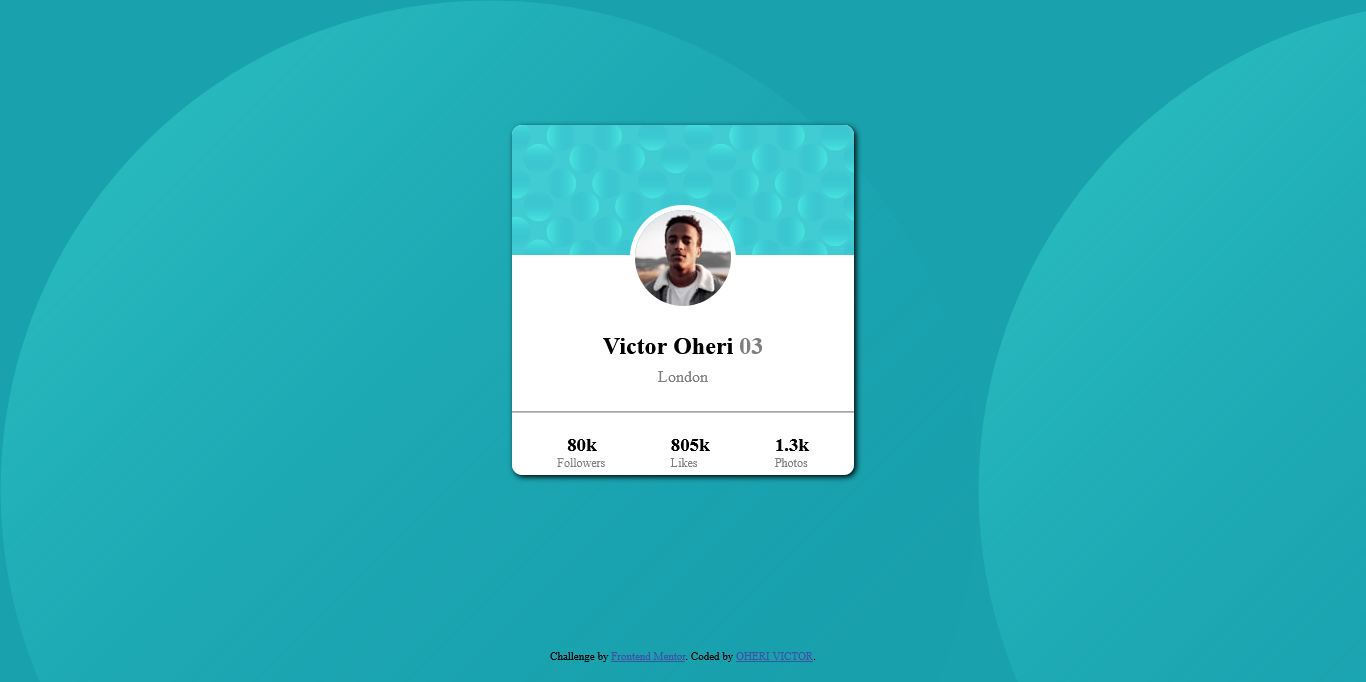 Victor Oheri 03
London
80k 805k 1.3k
Followers Likes Photos
Challenge by Frontend Mentor. Coded by OHERI VICTOR.